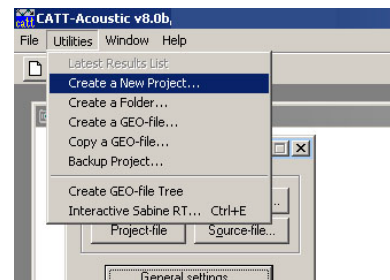 CATT-Acoustic v8.0b,
File Utilities Window Help
Latest Results List
Create a New Project...
Create a Folder...
Create a GEO-file...
Copy a GEO-file...
Backup Project...
Create GEO-file Tree
Interactive Sabine RT... Ctrl+E
Project-file Source-file...
General settings